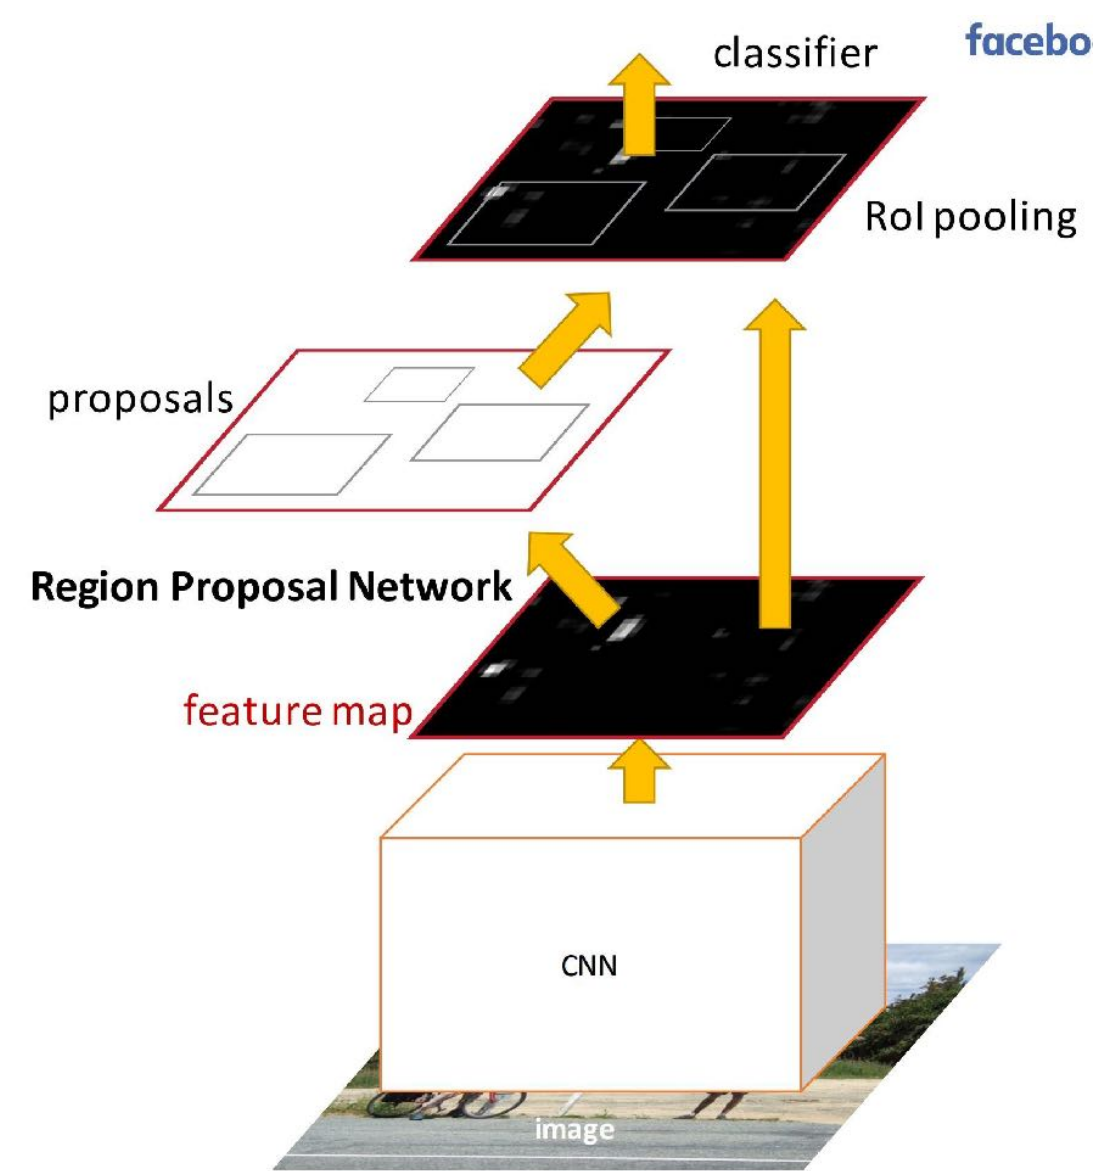 classifier
facebo
RoI pooling
proposals
Region Proposal Network
feature map
CNN
image